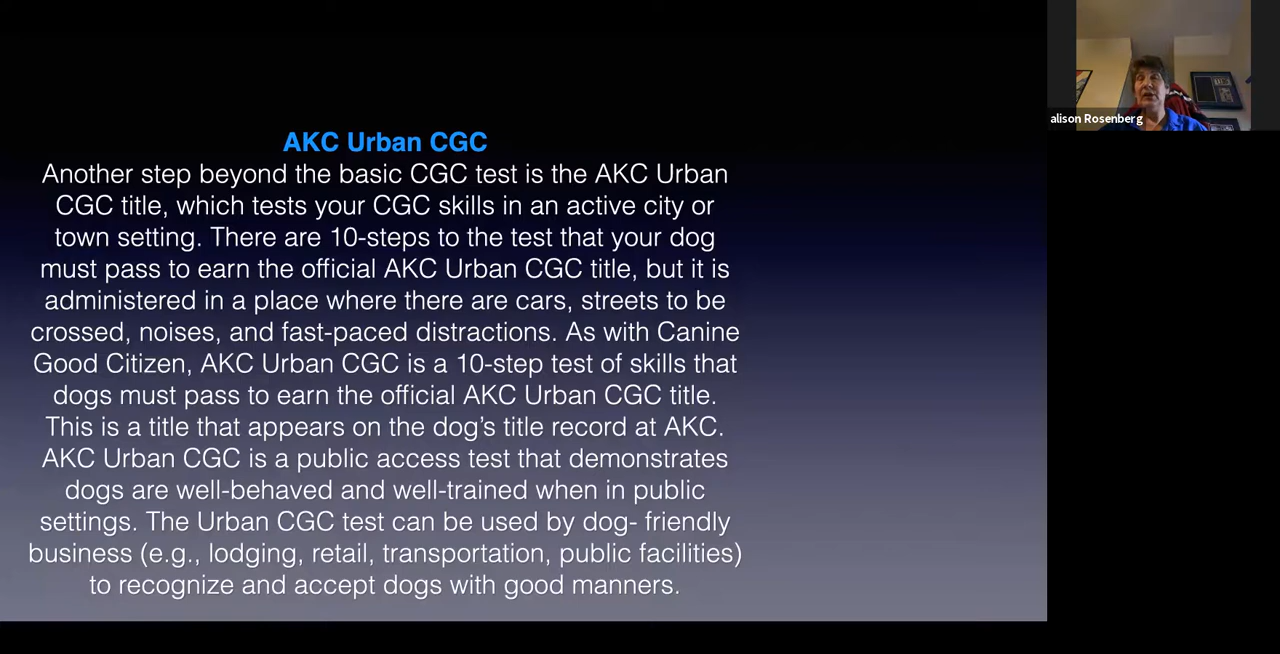 AKC Urban CGC
Another step beyond the basic CGC test is the AKC Urban
CGC title, which tests your CGC skills in an active city or
town setting. There are 10-steps to the test that your dog
must pass to earn the official AKC Urban CGC title, but it is
administered in a place where there are cars, streets to be
crossed, noises, and fast-paced distractions. As with Canine
Good Citizen, AKC Urban CGC is a 10-step test of skills that
dogs must pass to earn the official AKC Urban CGC title.
This is a title that appears on the dog’s title record at AKC.
AKC Urban CGC is a public access test that demonstrates
dogs are well-behaved and well-trained when in public
settings. The Urban CGC test can be used by dog- friendly
business (e.g., lodging, retail, transportation, public facilities)
to recognize and accept dogs with good manners.
alison Rosenberg